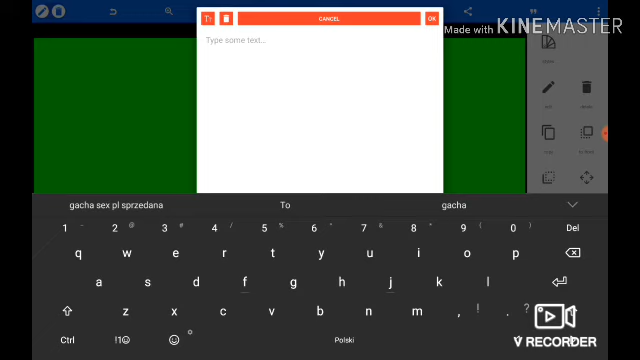 CANCEL
OK
Made with KINEMASTER
Type some text...
gacha sex pl sprzedana
To
gacha
1 - 2 @ 3 # 4 / 5 % 6 7 & 8 * 9 ( 0 ) Del
q w e r t y u i o p
a s d f g h j k l
z x c v b n m , ! . ?
Ctrl !1☺ Polski
V RECORDER